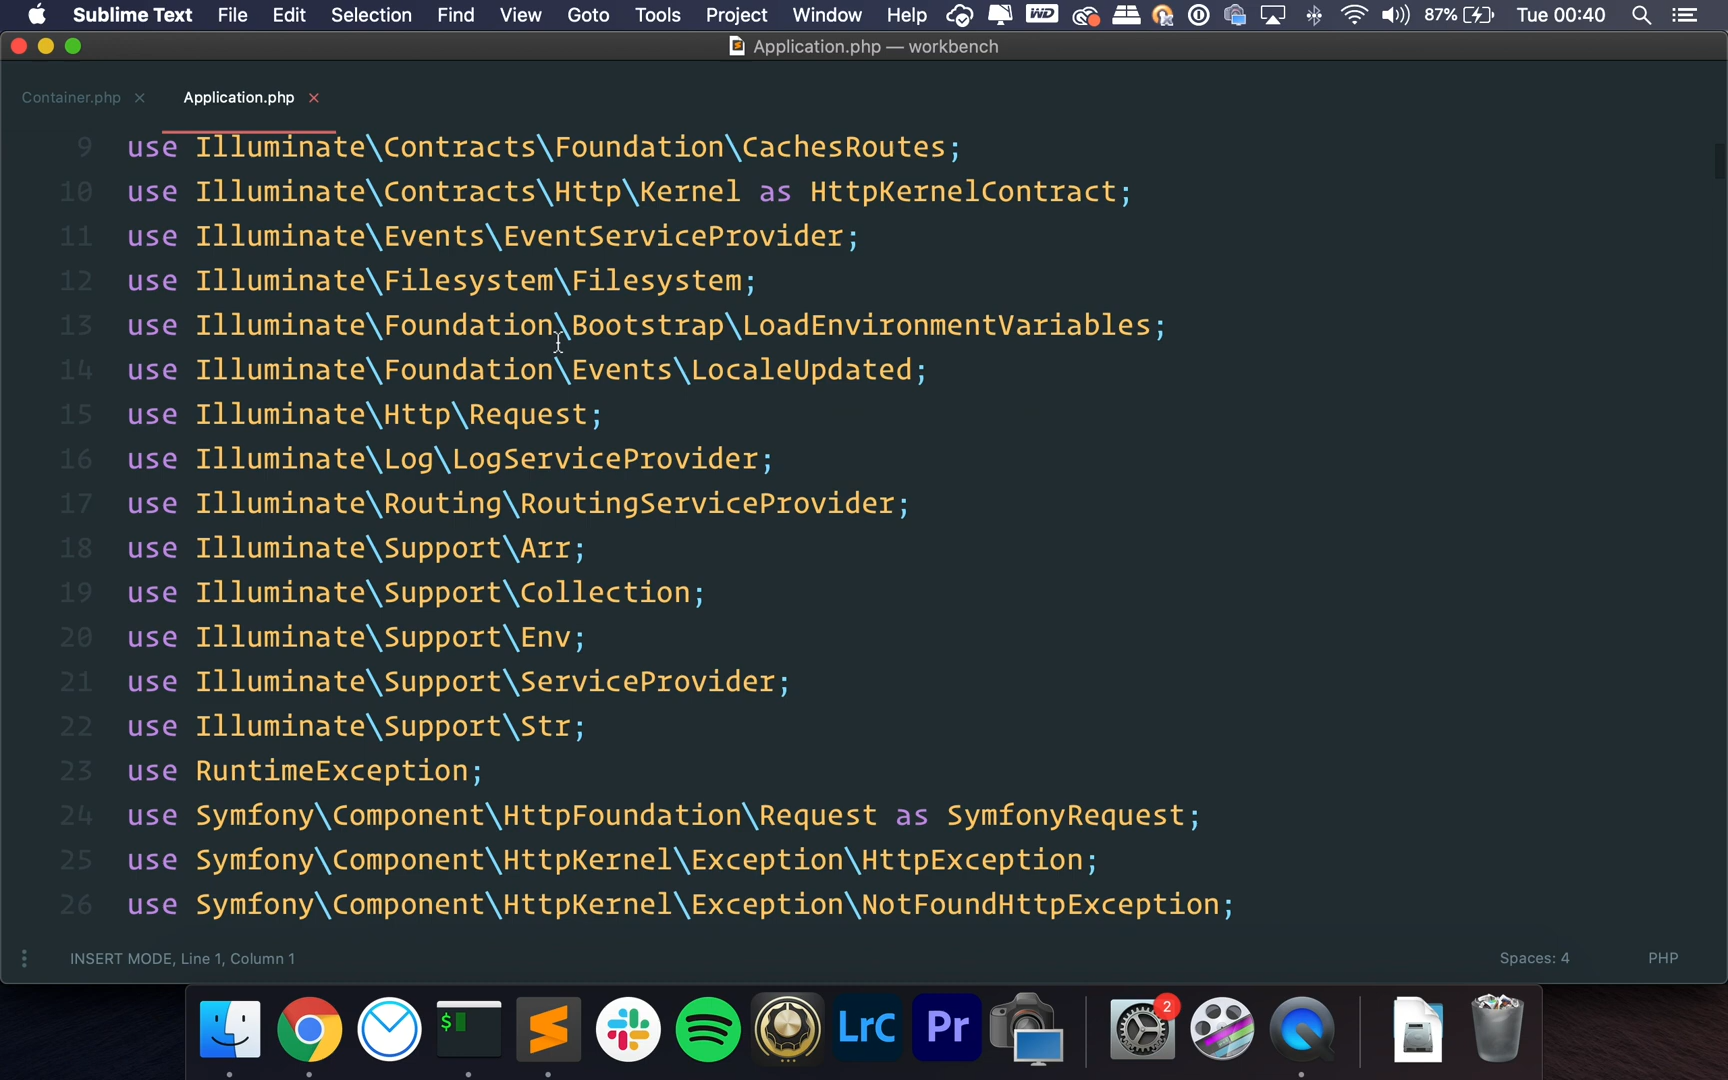 Sublime Text File Edit Selection Find View Goto Tools Project Window Help WD 87% Tue 00:40
Application.php — workbench
Container.php × Application.php ×
9 use Illuminate\Contracts\Foundation\CachesRoutes;
10 use Illuminate\Contracts\Http\Kernel as HttpKernelContract;
11 use Illuminate\Events\EventServiceProvider;
12 use Illuminate\Filesystem\Filesystem;
13 use Illuminate\Foundation\Bootstrap\LoadEnvironmentVariables;
14 use Illuminate\Foundation\Events\LocaleUpdated;
15 use Illuminate\Http\Request;
16 use Illuminate\Log\LogServiceProvider;
17 use Illuminate\Routing\RoutingServiceProvider;
18 use Illuminate\Support\Arr;
19 use Illuminate\Support\Collection;
20 use Illuminate\Support\Env;
21 use Illuminate\Support\ServiceProvider;
22 use Illuminate\Support\Str;
23 use RuntimeException;
24 use Symfony\Component\HttpFoundation\Request as SymfonyRequest;
25 use Symfony\Component\HttpKernel\Exception\HttpException;
26 use Symfony\Component\HttpKernel\Exception\NotFoundHttpException;
INSERT MODE, Line 1, Column 1 Spaces: 4 PHP
$ LrC Pr 2